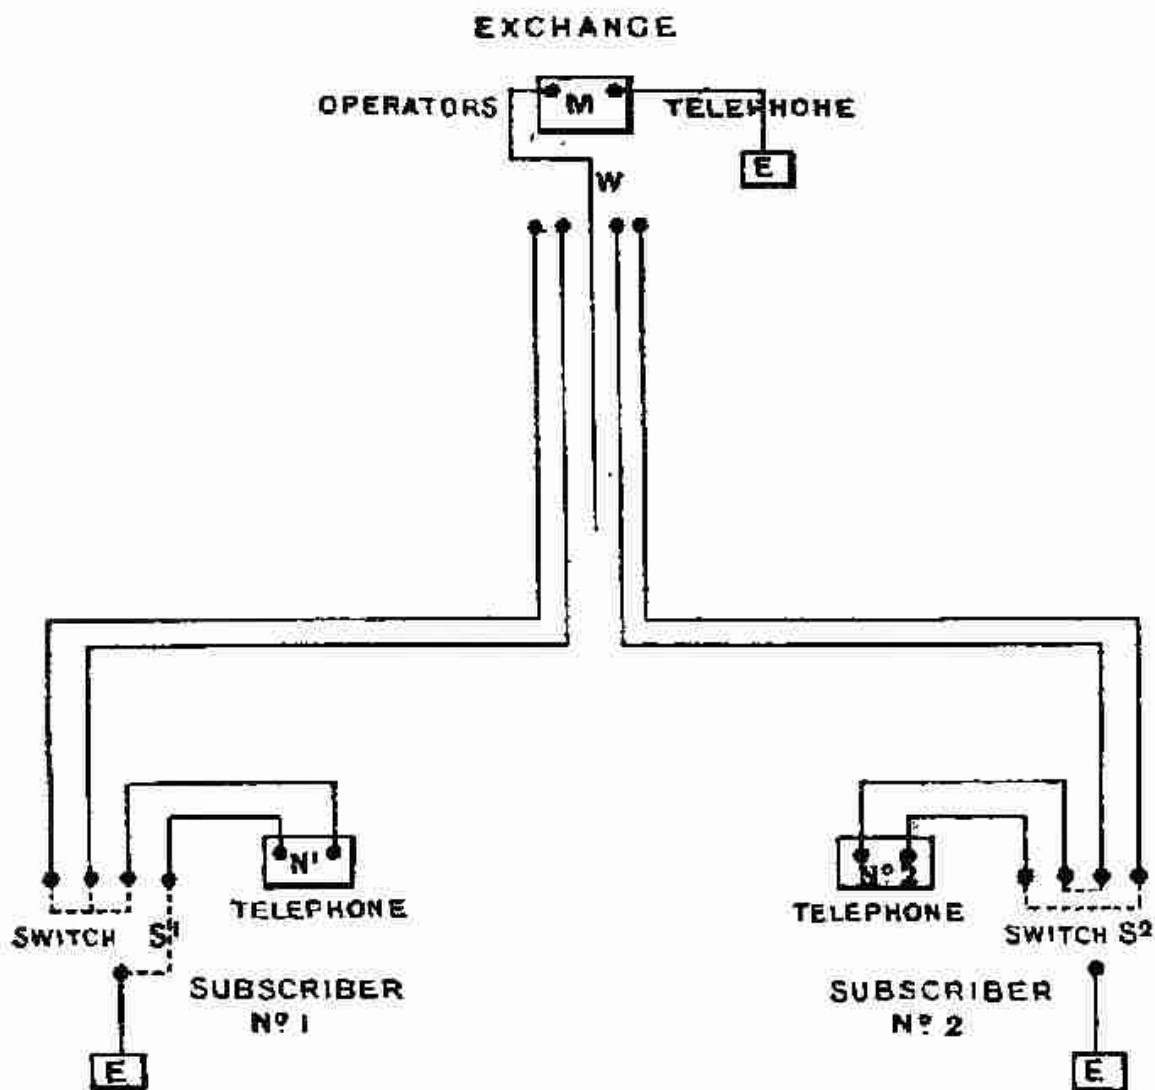 EXCHANGE
OPERATORS M TELEPHONE
E
W
N¹ Nº 2
TELEPHONE TELEPHONE
SWITCH S¹ SWITCH S²
SUBSCRIBER
Nº 1
SUBSCRIBER
Nº 2
E E